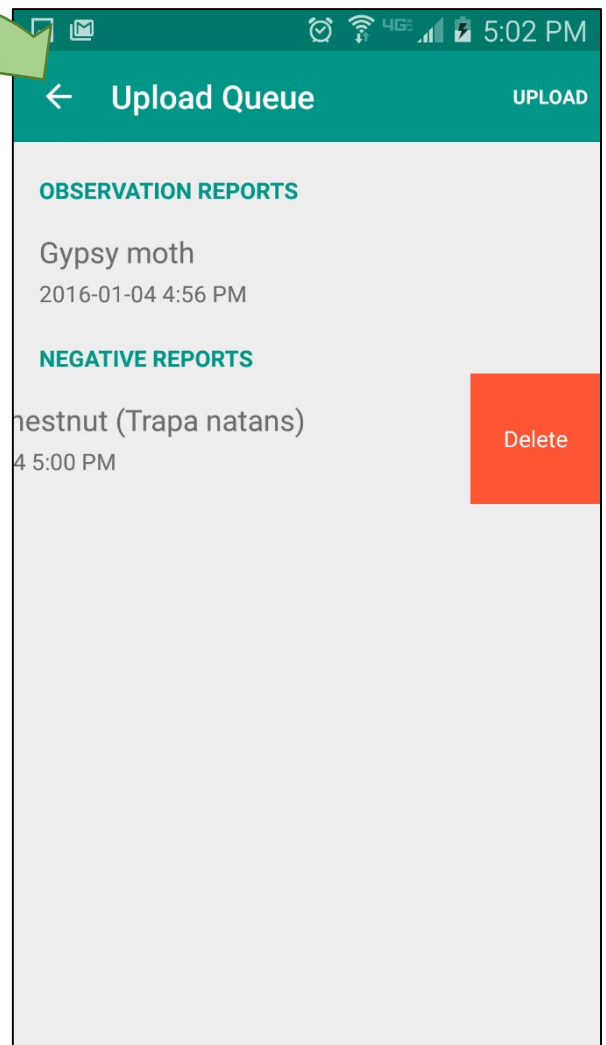 4GE 5:02 PM
Upload Queue UPLOAD
OBSERVATION REPORTS
Gypsy moth
2016-01-04 4:56 PM
NEGATIVE REPORTS
hestnut (Trapa natans)
4 5:00 PM
Delete